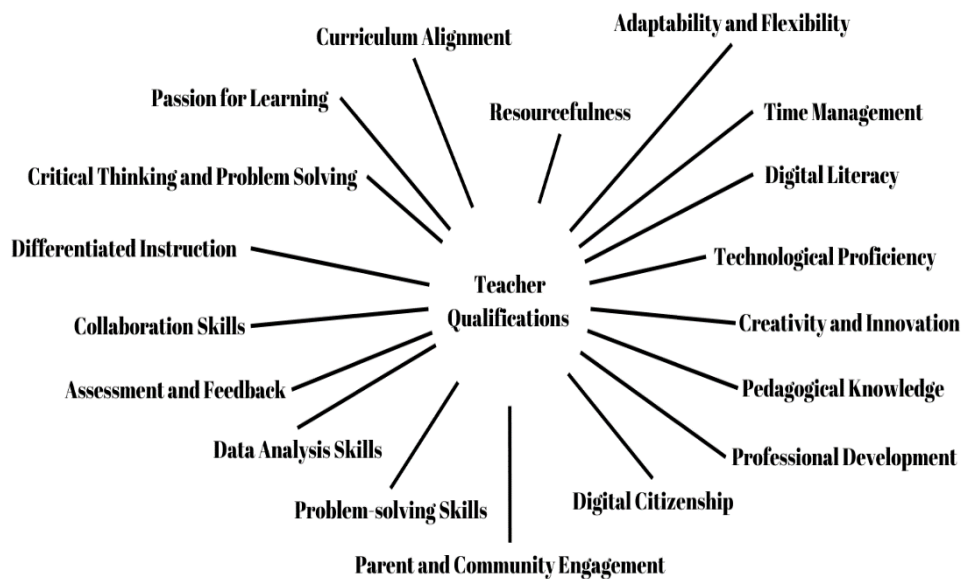 Adaptability and Flexibility
Curriculum Alignment
Passion for Learning
Resourcefulness
Time Management
Critical Thinking and Problem Solving
Digital Literacy
Differentiated Instruction
Technological Proficiency
Teacher
Qualifications
Collaboration Skills
Creativity and Innovation
Assessment and Feedback
Pedagogical Knowledge
Data Analysis Skills
Professional Development
Problem-solving Skills
Digital Citizenship
Parent and Community Engagement